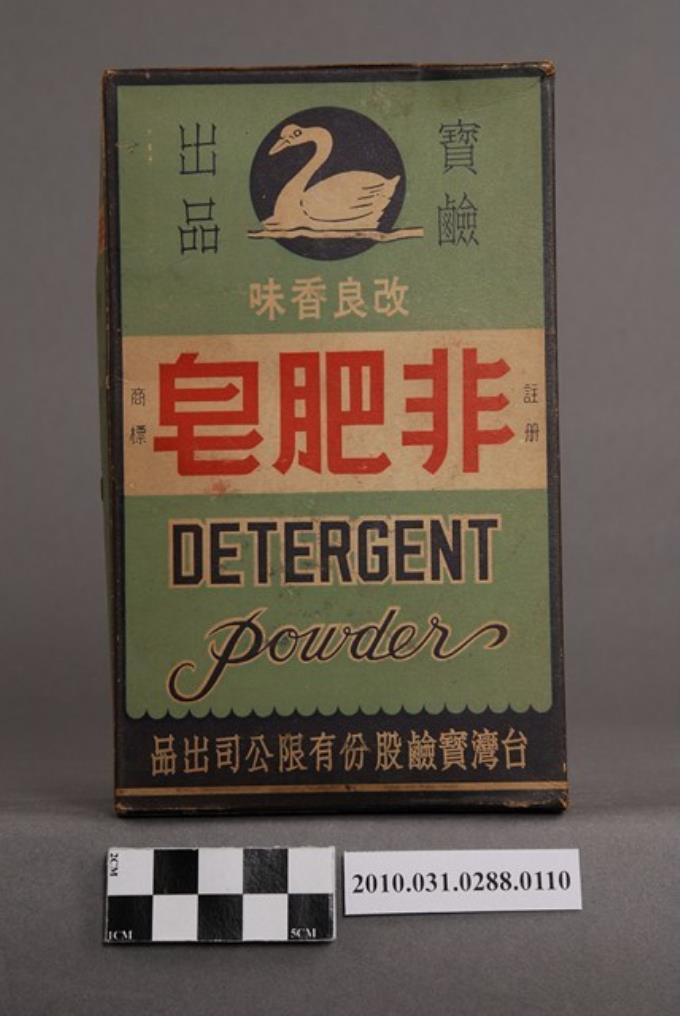 寶鹼
出品
改良香味
註册
非肥皂
商標
DETERGENT
Powder
台灣寶鹼股份有限公司出品
2CM
1CM
5CM
2010.031.0288.0110